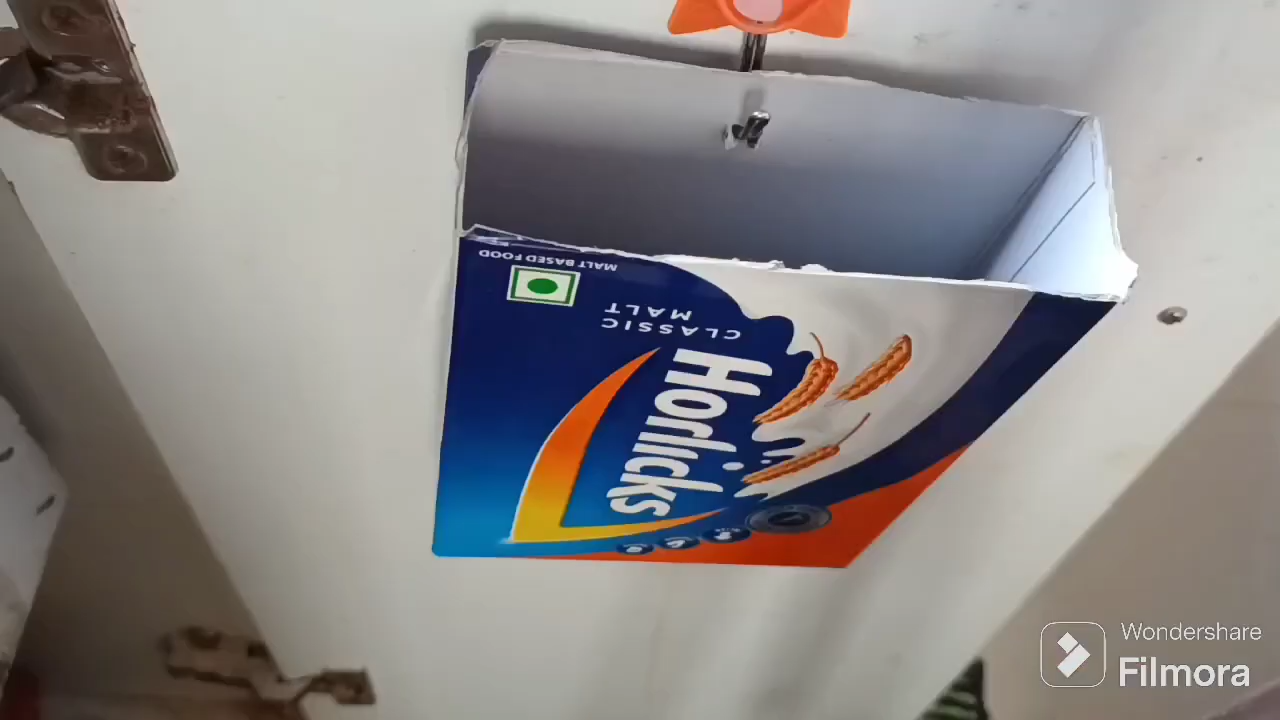 MALT BASED FOOD
CLASSIC
MALT
Horlicks
Wondershare
Filmora